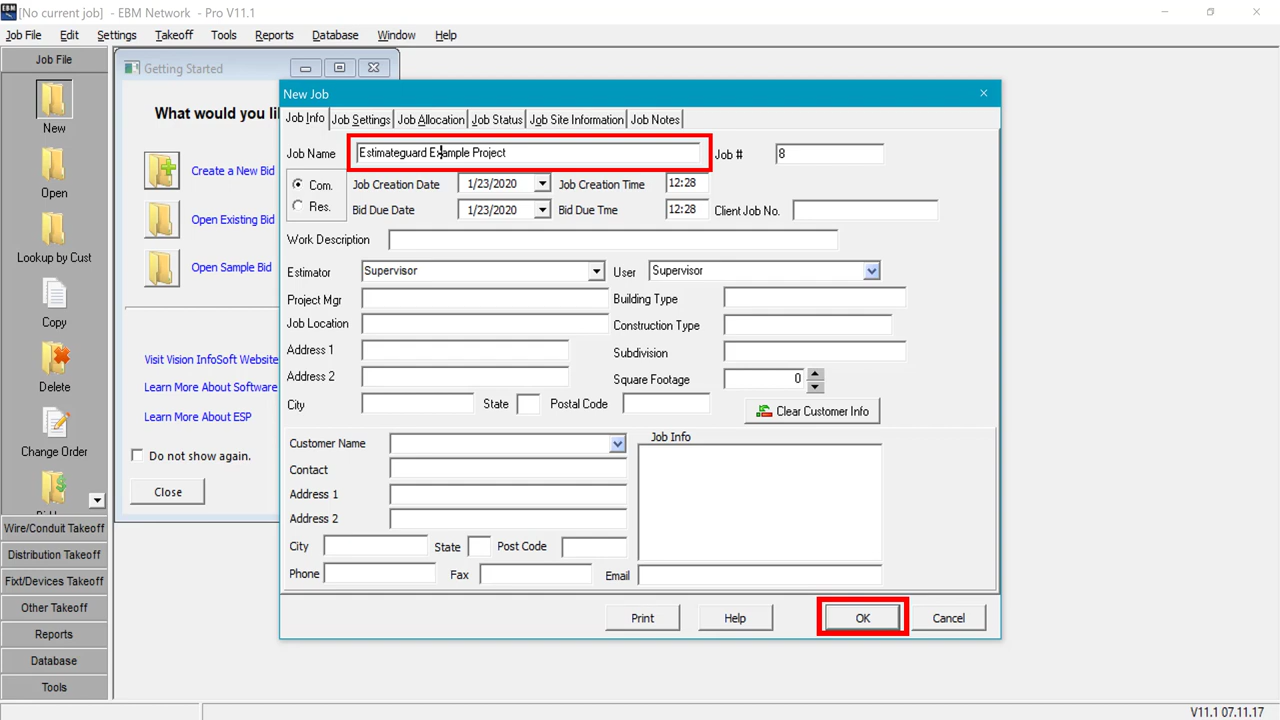 [No current job] - EBM Network - Pro V11.1
Job File Edit Settings Takeoff Tools Reports Database Window Help
Job File
New
Open
Lookup by Cust
Copy
Delete
Change Order
Wire/Conduit Takeoff
Distribution Takeoff
Fixt/Devices Takeoff
Other Takeoff
Reports
Database
Tools
Getting Started
What would you li
Create a New Bid
Open Existing Bid
Open Sample Bid
Visit Vision InfoSoft Website
Learn More About Software
Learn More About ESP
Do not show again.
Close
New Job
Job Info Job Settings Job Allocation Job Status Job Site Information Job Notes
Job Name Estimateguard Example Project Job # 8
Com. Job Creation Date 1/23/2020 Job Creation Time 12:28
Res. Bid Due Date 1/23/2020 Bid Due Tme 12:28 Client Job No.
Work Description
Estimator Supervisor User Supervisor
Project Mgr Building Type
Job Location Construction Type
Address 1 Subdivision
Address 2 Square Footage 0
City State Postal Code Clear Customer Info
Customer Name Job Info
Contact
Address 1
Address 2
City State Post Code
Phone Fax Email
Print Help OK Cancel
V11.1 07.11.17